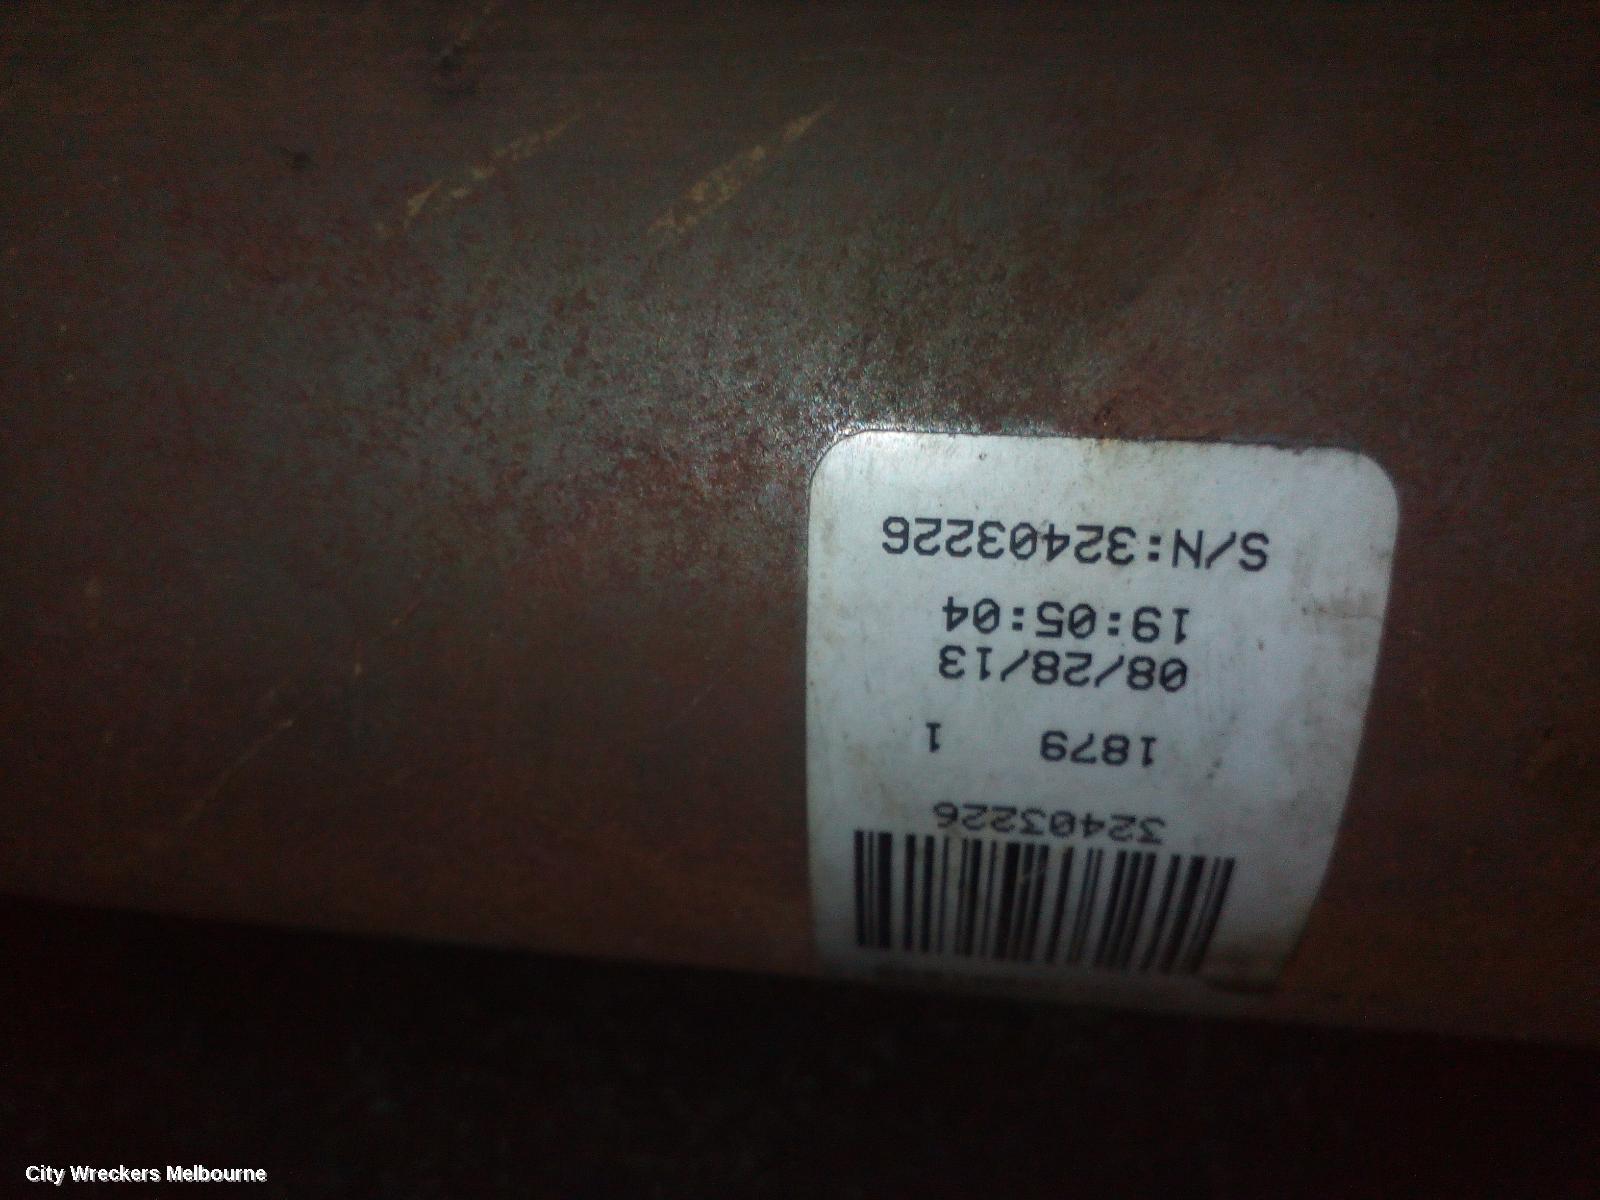 32403226
1879 1
08/28/13
19:05:04
S/N:32403226
City Wreckers Melbourne